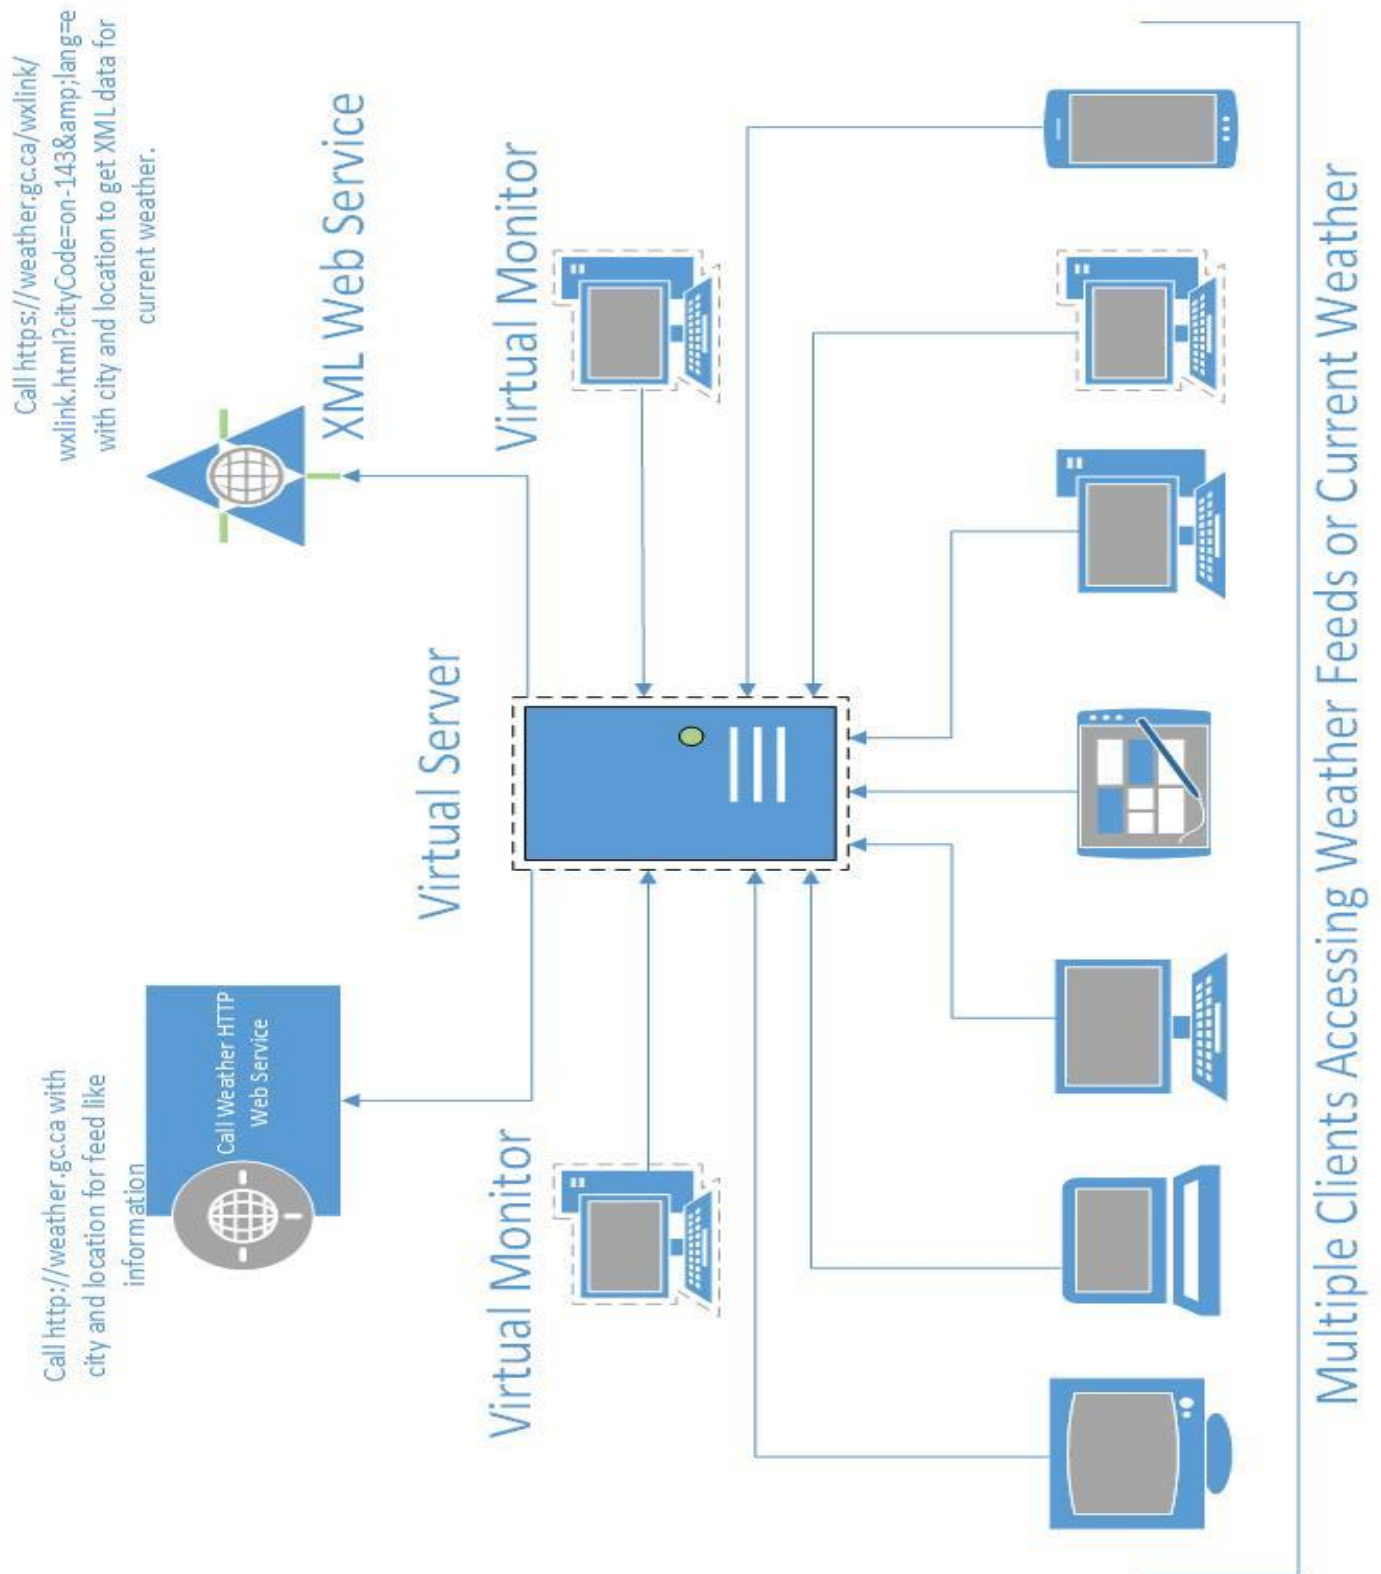 Call http://weather.gc.ca with
city and location for feed like
information
Call Weather HTTP
Web Service
Call https://weather.gc.ca/wxlink/
wxlink.html?cityCode=on-143&amp;lang=e
with city and location to get XML data for
current weather.
XML Web Service
Virtual Server
Virtual Monitor
Virtual Monitor
Multiple Clients Accessing Weather Feeds or Current Weather